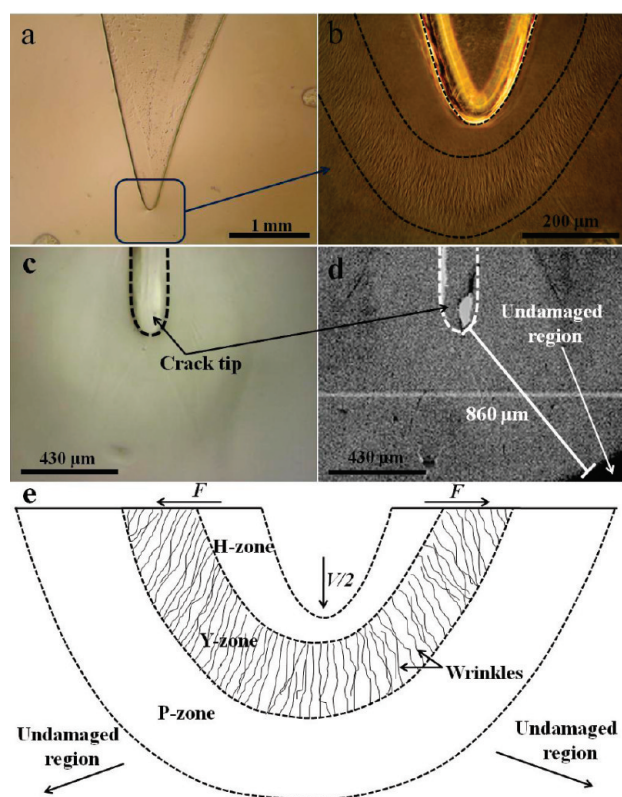 a
b
1 mm
200 μm
c
d
Undamaged
region
Crack tip
860 μm
430 μm
430 μm
e
F
F
H-zone
V/2
Y-zone
Wrinkles
P-zone
Undamaged
region
Undamaged
region